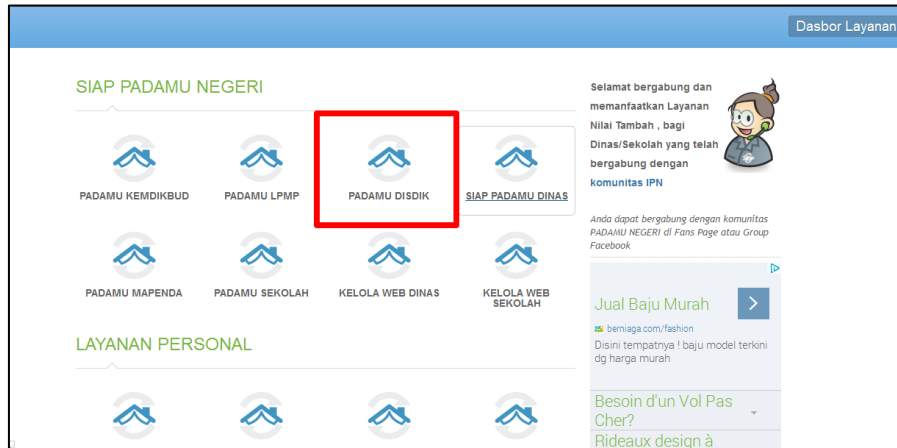 Dasbor Layanan
SIAP PADAMU NEGERI
PADAMU KEMDIKBUD
PADAMU LPMP
PADAMU DISDIK
SIAP PADAMU DINAS
PADAMU MAPENDA
PADAMU SEKOLAH
KELOLA WEB DINAS
KELOLA WEB
SEKOLAH
LAYANAN PERSONAL
Selamat bergabung dan
memanfaatkan Layanan
Nilai Tambah , bagi
Dinas/Sekolah yang telah
bergabung dengan
komunitas IPN
Anda dapat bergabung dengan komunitas
PADAMU NEGERI di Fans Page atau Group
Facebook
Jual Baju Murah
berniaga.com/fashion
Disini tempatnya ! baju model terkini
dg harga murah
Besoin d'un Vol Pas
Cher?
Rideaux design à